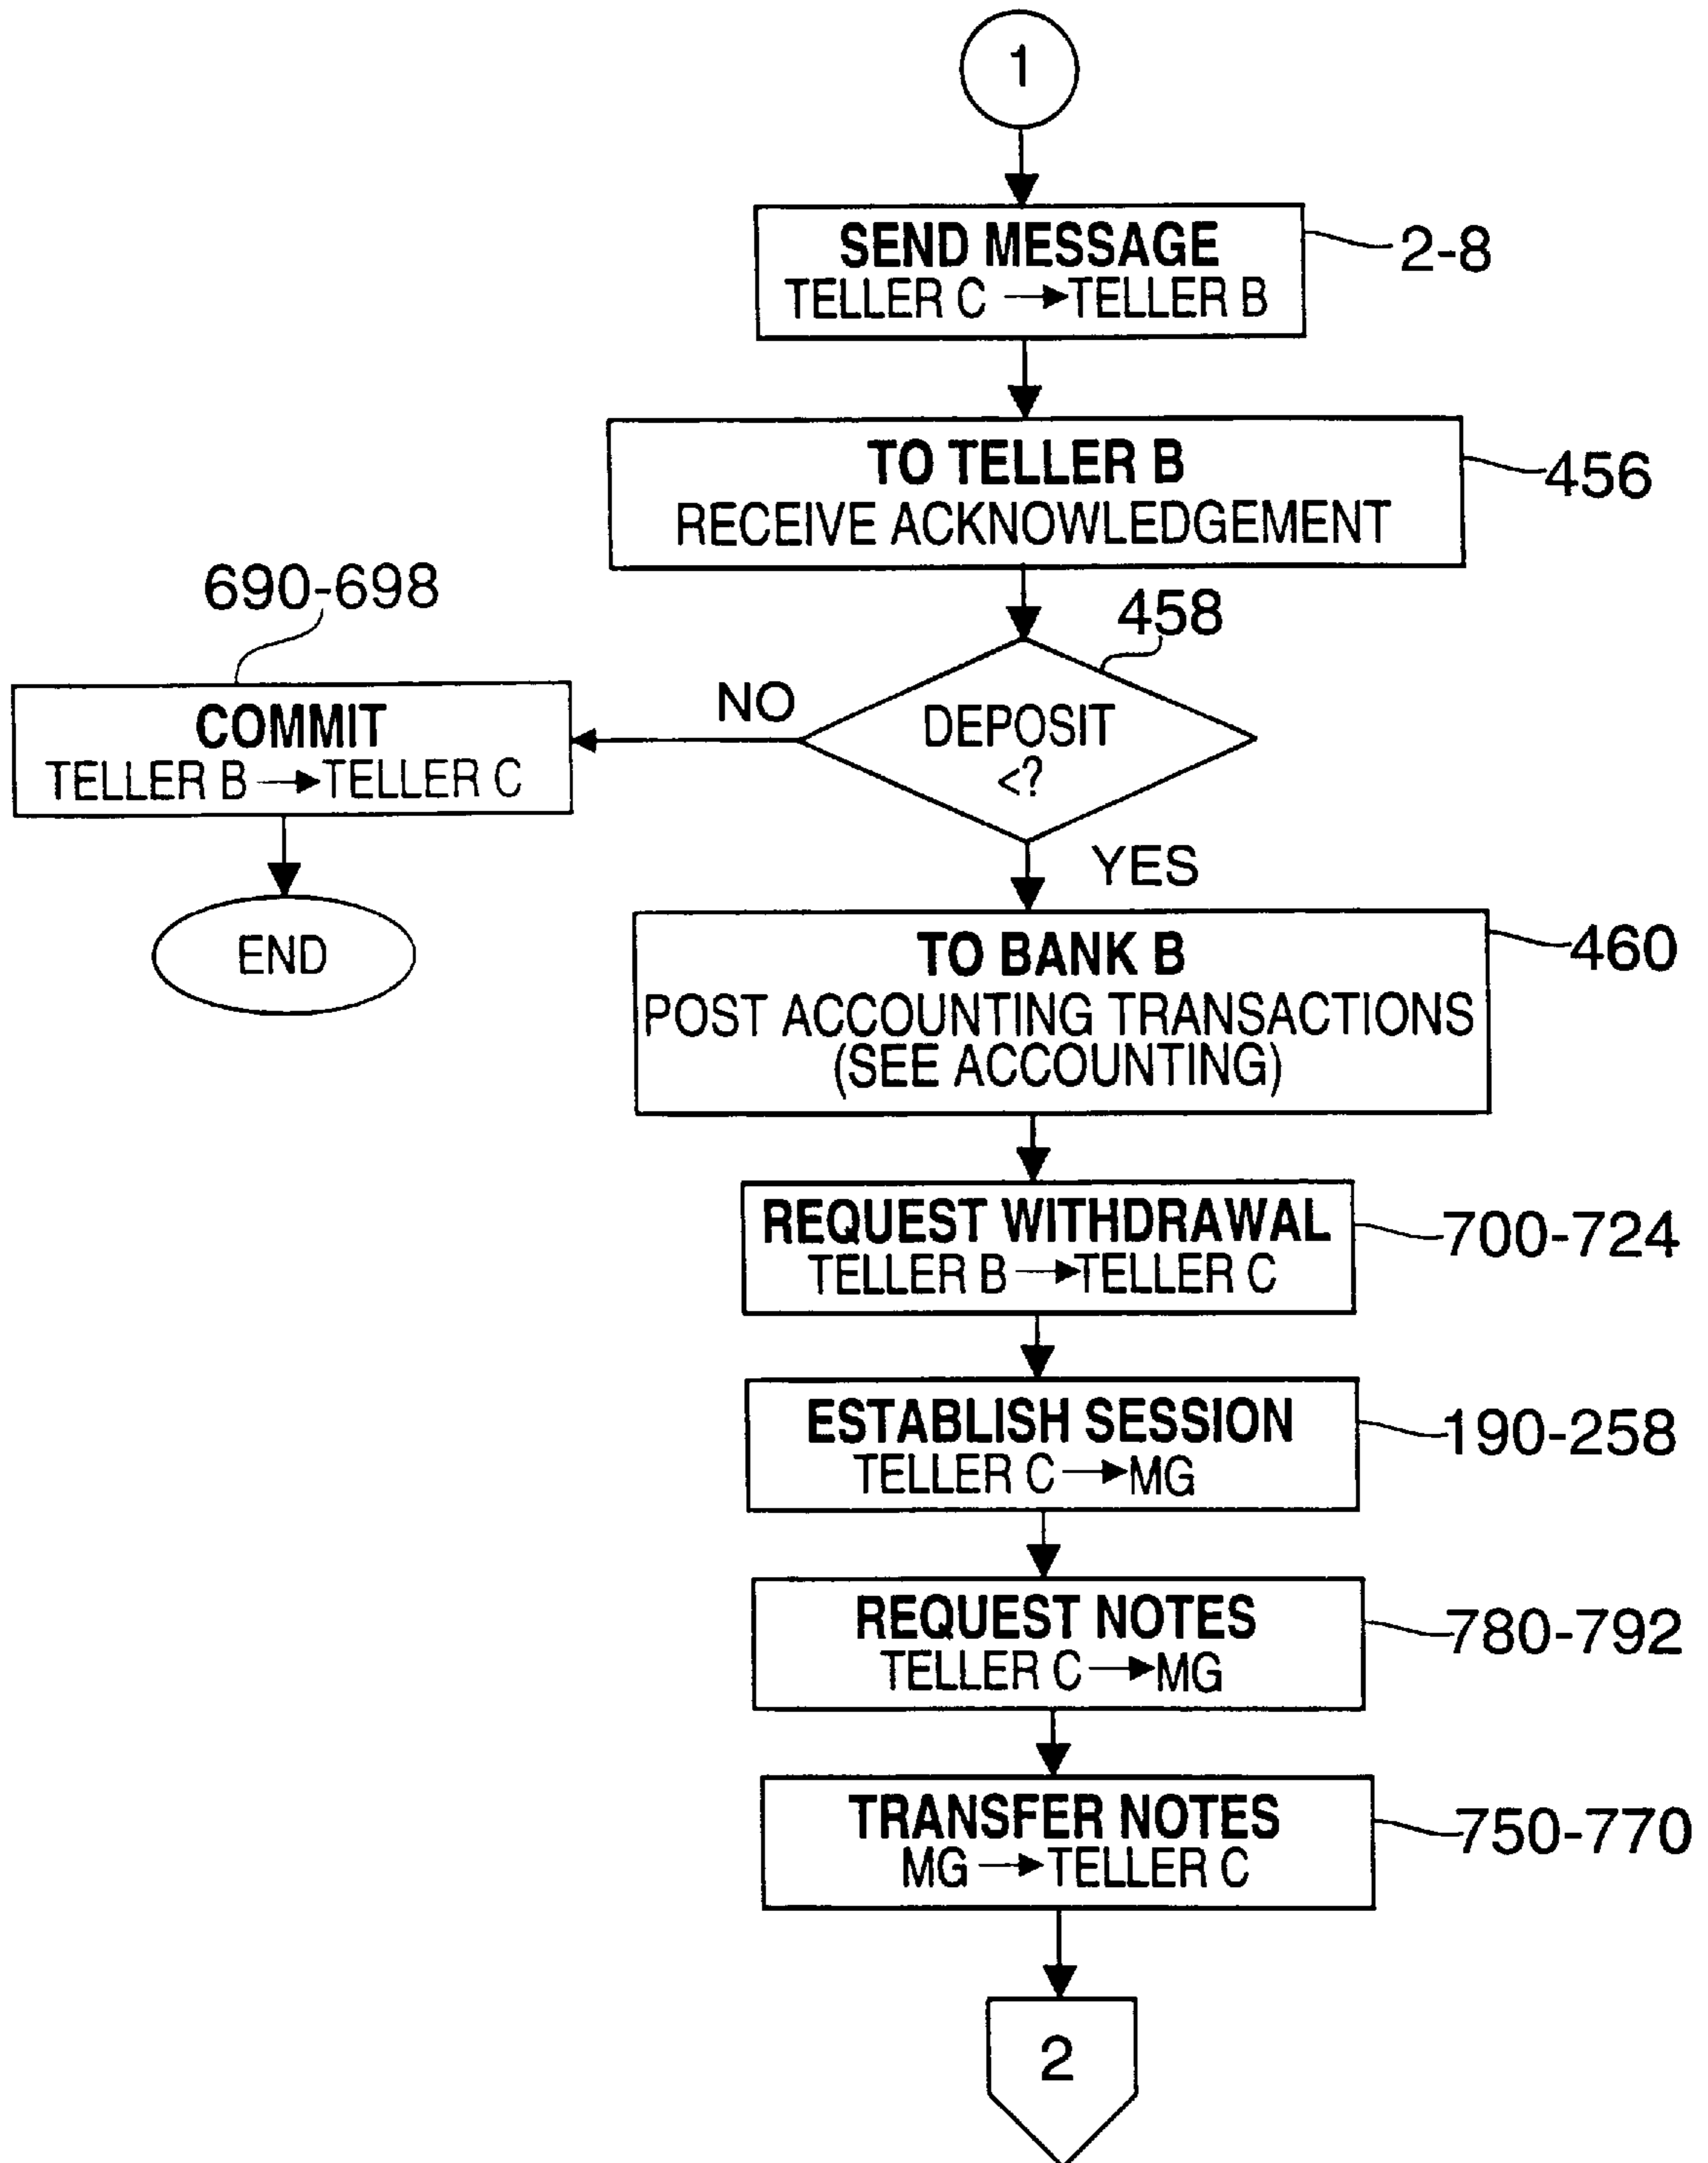 1
SEND MESSAGE
TELLER C → TELLER B
2-8
TO TELLER B
RECEIVE ACKNOWLEDGEMENT
456
690-698
458
COMMIT
TELLER B → TELLER C
NO
DEPOSIT
<?
END
YES
TO BANK B
POST ACCOUNTING TRANSACTIONS
(SEE ACCOUNTING)
460
REQUEST WITHDRAWAL
TELLER B → TELLER C
700-724
ESTABLISH SESSION
TELLER C → MG
190-258
REQUEST NOTES
TELLER C → MG
780-792
TRANSFER NOTES
MG → TELLER C
750-770
2